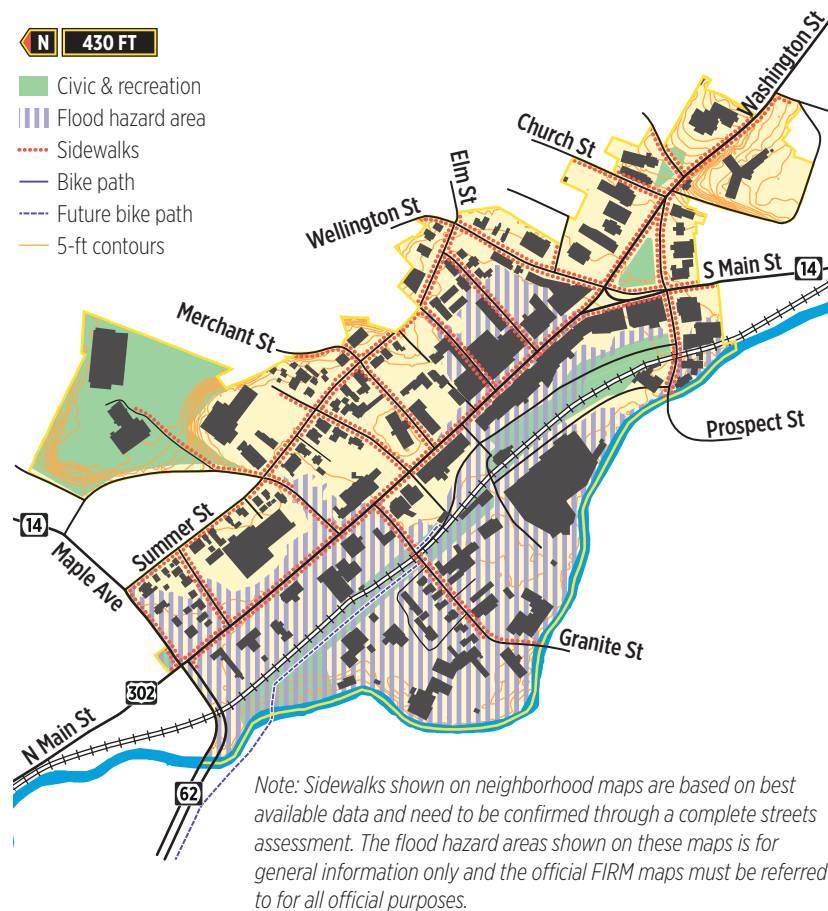 N 430 FT
Civic & recreation
Flood hazard area
Sidewalks
Bike path
Future bike path
5-ft contours
Washington St
Church St
Elm St
Wellington St
S Main St
14
Merchant St
Prospect St
14
Summer St
Maple Ave
Granite St
302
N Main St
62
Note: Sidewalks shown on neighborhood maps are based on best
available data and need to be confirmed through a complete streets
assessment. The flood hazard areas shown on these maps is for
general information only and the official FIRM maps must be referred
to for all official purposes.